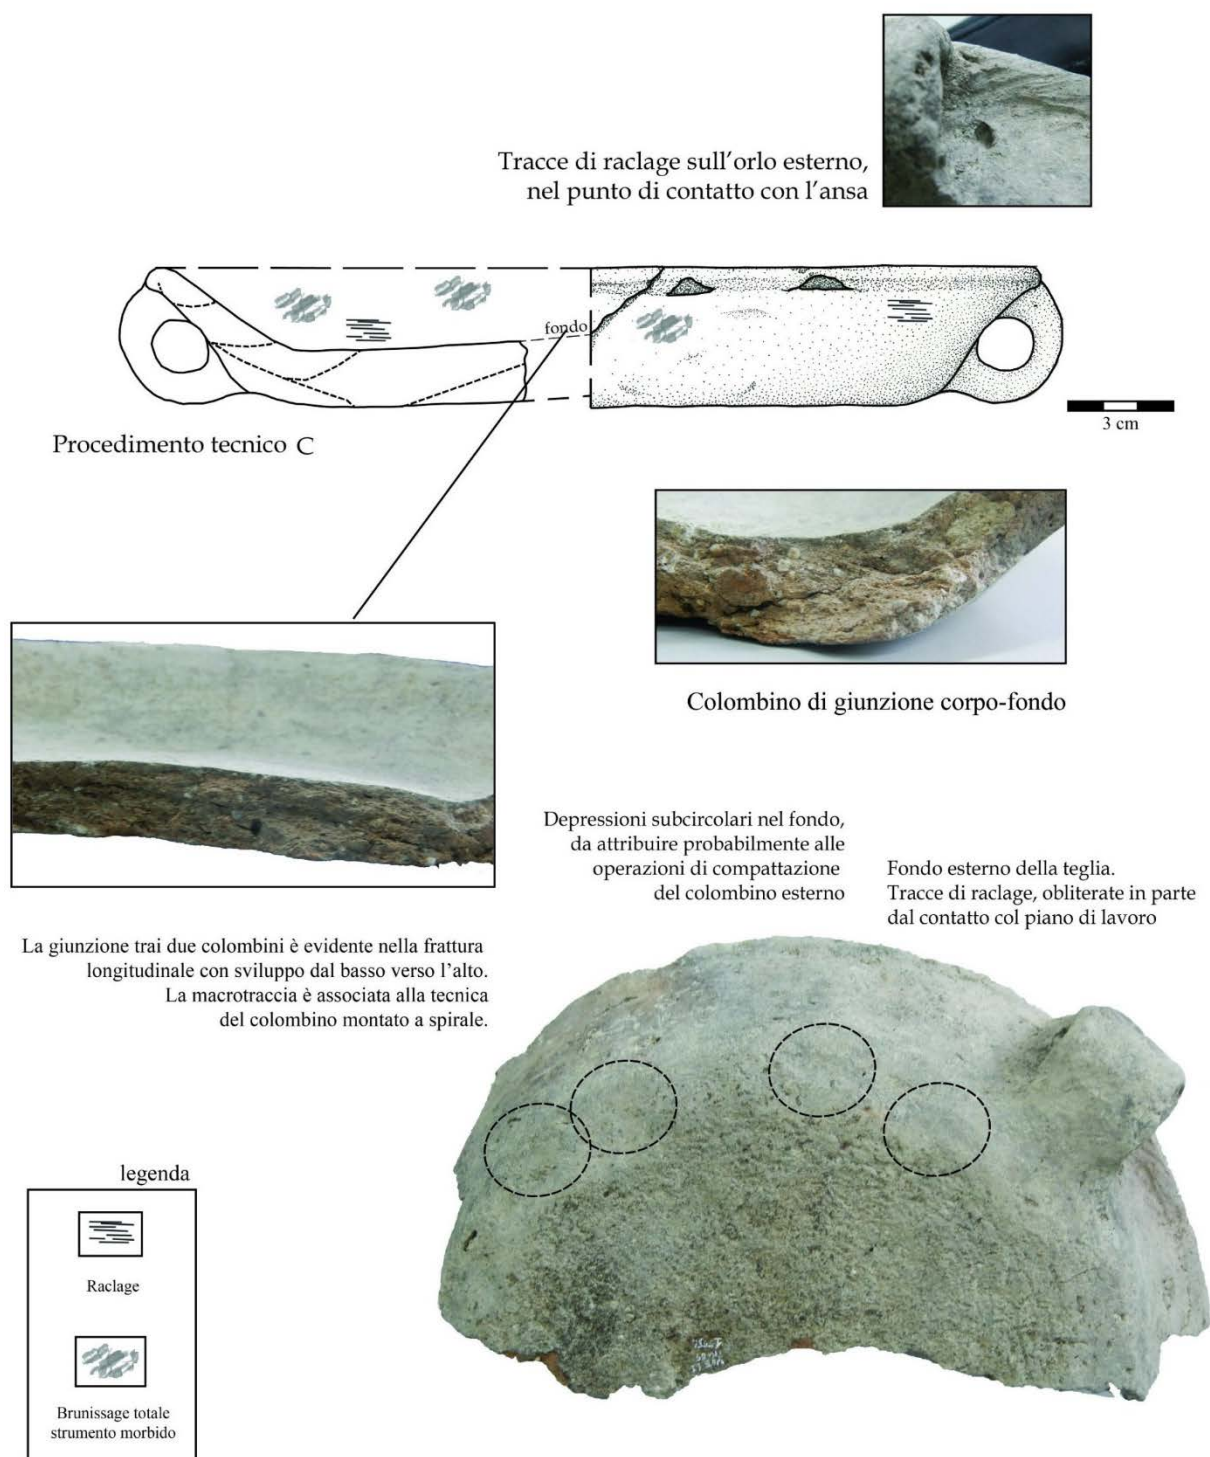 Tracce di raclage sull'orlo esterno,
nel punto di contatto con l'ansa
fondo
3 cm
Procedimento tecnico C
Colombino di giunzione corpo-fondo
Depressioni subcircolari nel fondo,
da attribuire probabilmente alle
operazioni di compattazione
del colombino esterno
Fondo esterno della teglia.
Tracce di raclage, obliterate in parte
dal contatto col piano di lavoro
La giunzione trai due colombini è evidente nella frattura
longitudinale con sviluppo dal basso verso l'alto.
La macrotraccia è associata alla tecnica
del colombino montato a spirale.
legenda
Raclage
Brunissage totale
strumento morbido